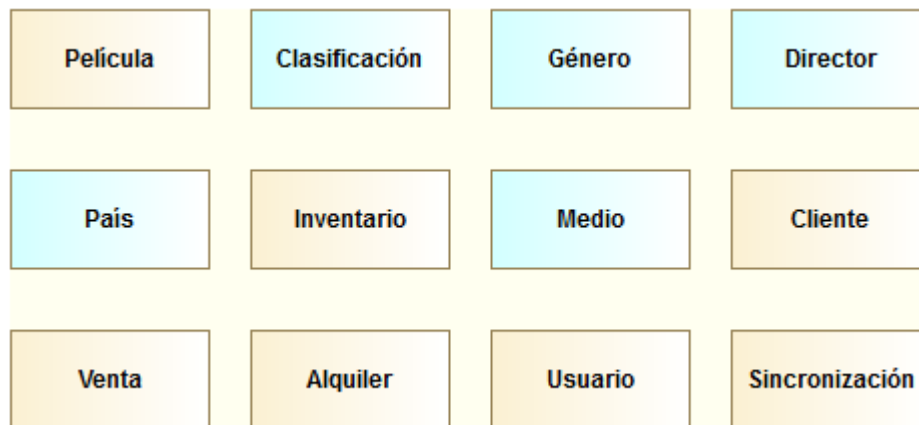 Película
Clasificación
Género
Director
País
Inventario
Medio
Cliente
Venta
Alquiler
Usuario
Sincronización